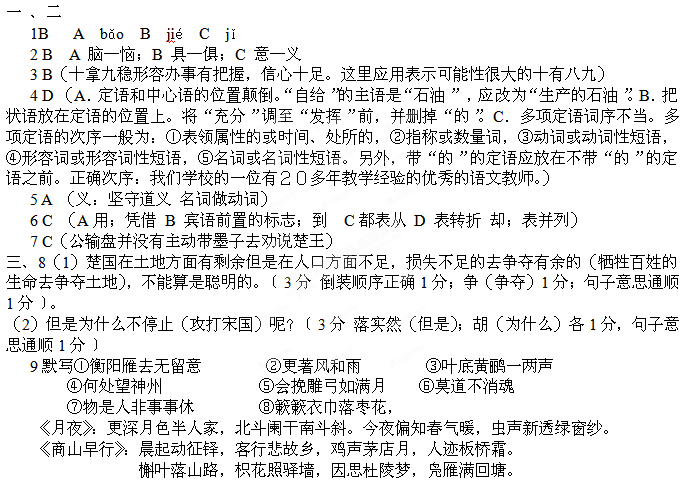 一 、二
1B    A  bǒo   B  jié   C  jǐ
2 B   A 脑—恼；B 具—俱；C 意—义
3 B（十拿九稳形容办事有把握，信心十足。这里应用表示可能性很大的十有八九）
4 D （A．定语和中心语的位置颠倒。“自给 ”的主语是“石油 ”，应改为“生产的石油 ”。B．把
状语放在定语的位置上。将“充分 ”调至“发挥 ”前，并删掉“的 ”。C．多项定语词序不当。多
项定语的次序一般为：①表领属性的或时间、处所的，②指称或数量词，③动词或动词性短语，
④形容词或形容词性短语，⑤名词或名词性短语。另外，带“的 ”的定语应放在不带“的 ”的定
语之前。正确次序：我们学校的一位有２０多年教学经验的优秀的语文教师。）
5 A （义：坚守道义  名词做动词）
6 C （A 用；凭借  B  宾语前置的标志；到    C 都表从  D  表转折  却；表并列）
7 C（公输盘并没有主动带墨子去劝说楚王）
三、8（1）楚国在土地方面有剩余但是在人口方面不足，损失不足的去争夺有余的（牺牲百姓的
生命去争夺土地），不能算是聪明的。〔 3 分  倒装顺序正确 1 分；争（争夺）1 分；句子意思通顺
1 分 〕。
（2）但是为什么不停止（攻打宋国）呢？〔 3 分  落实然（但是）；胡（为什么）各 1 分，句子意
思通顺 1 分 〕
9 默写①衡阳雁去无留意        ②更著风和雨        ③叶底黄鹂一两声
④何处望神州        ⑤会挽雕弓如满月    ⑥莫道不消魂
⑦物是人非事事休        ⑧簌簌衣巾落枣花，
《月夜》：更深月色半人家，北斗阑干南斗斜。今夜偏知春气暖，虫声新透绿窗纱。
《商山早行》：晨起动征铎，客行悲故乡，鸡声茅店月，人迹板桥霜。
槲叶落山路，枳花照驿墙，因思杜陵梦，凫雁满回塘。